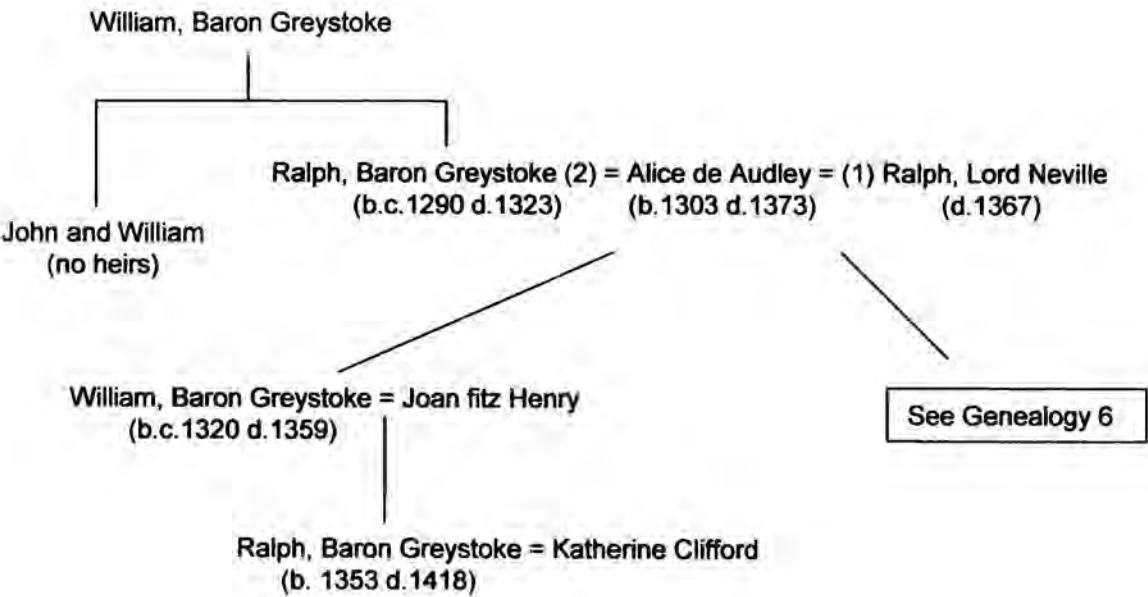 William, Baron Greystoke
Ralph, Baron Greystoke (2) = Alice de Audley = (1) Ralph, Lord Neville
(b.c.1290 d.1323) (b.1303 d.1373) (d.1367)
John and William
(no heirs)
William, Baron Greystoke = Joan fitz Henry
(b.c.1320 d.1359)
See Genealogy 6
Ralph, Baron Greystoke = Katherine Clifford
(b. 1353 d.1418)